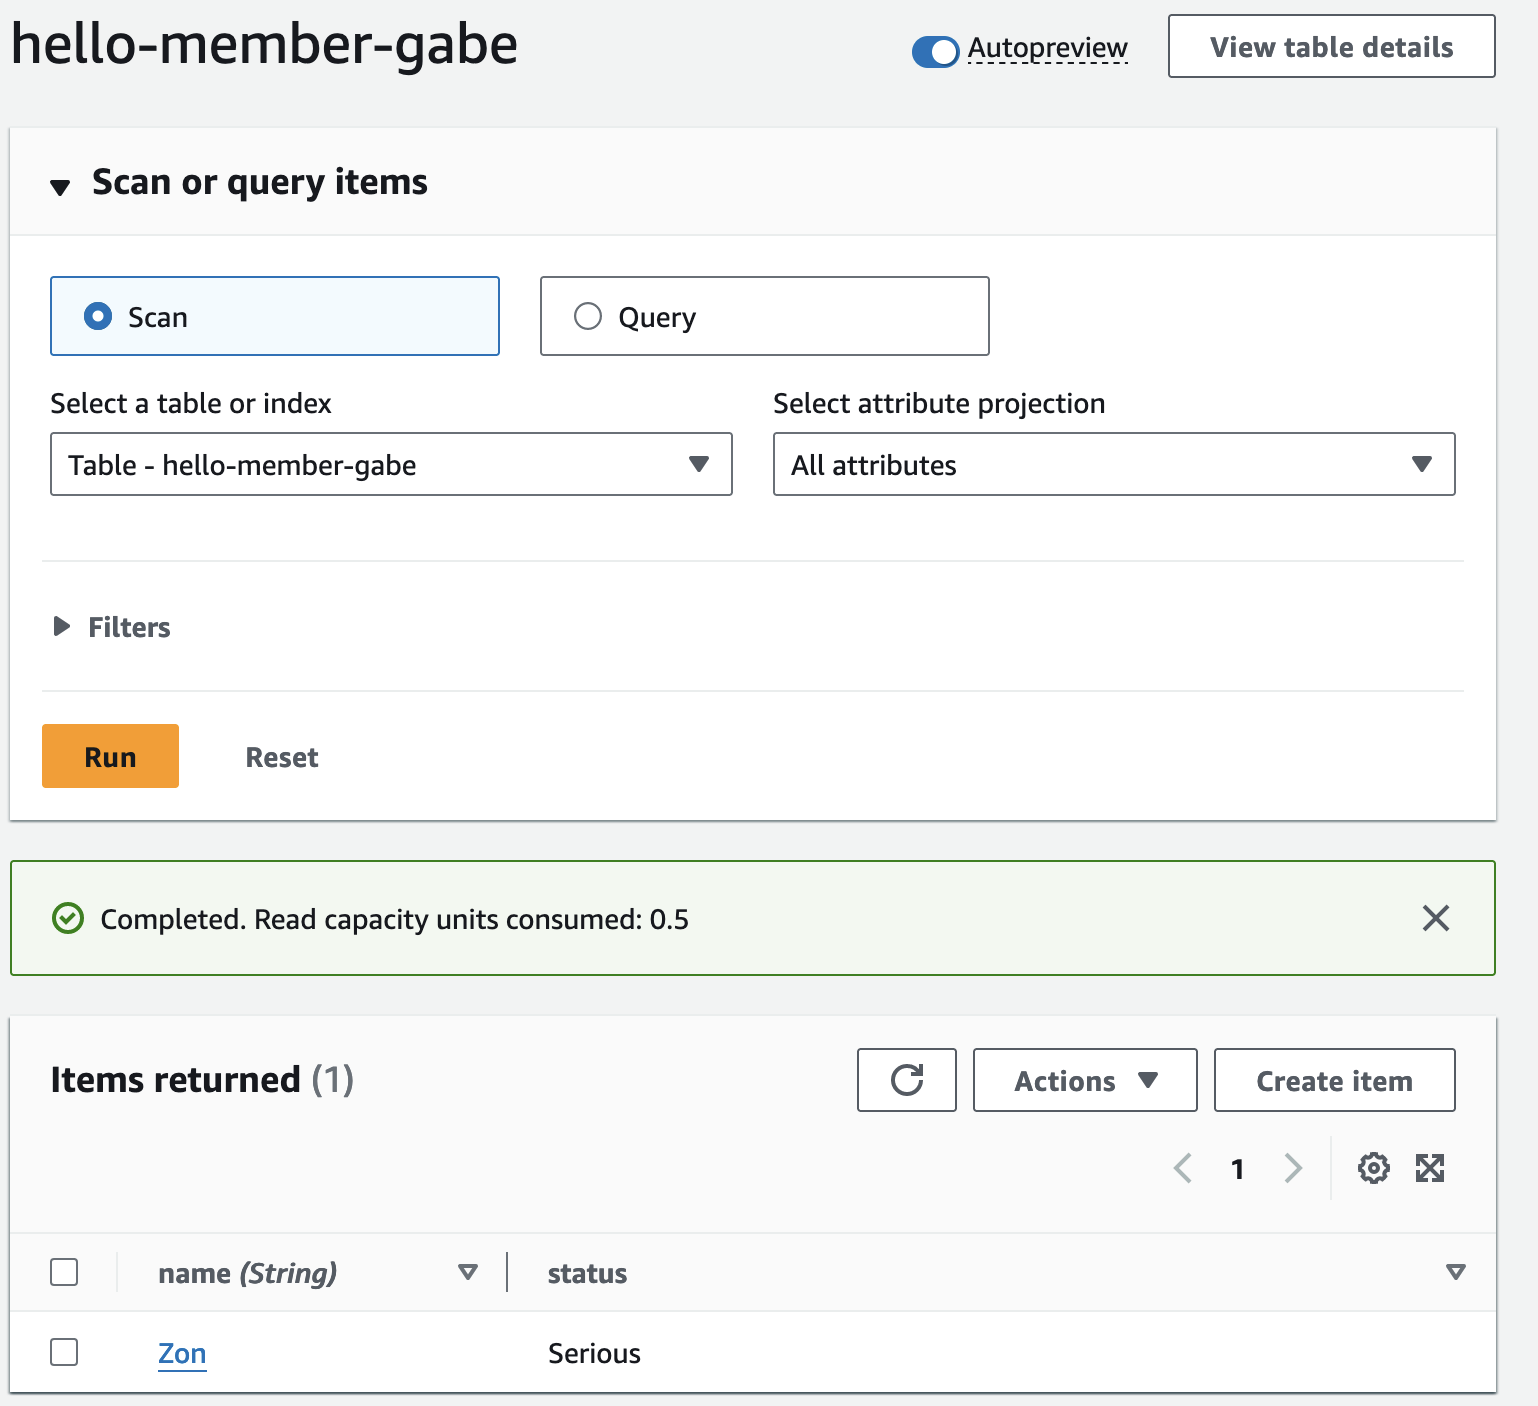 hello-member-gabe
Autopreview
View table details
Scan or query items
Scan
Query
Select a table or index
Select attribute projection
Table - hello-member-gabe
All attributes
Filters
Run
Reset
Completed. Read capacity units consumed: 0.5
Items returned (1)
Actions
Create item
1
name (String)
status
Zon
Serious